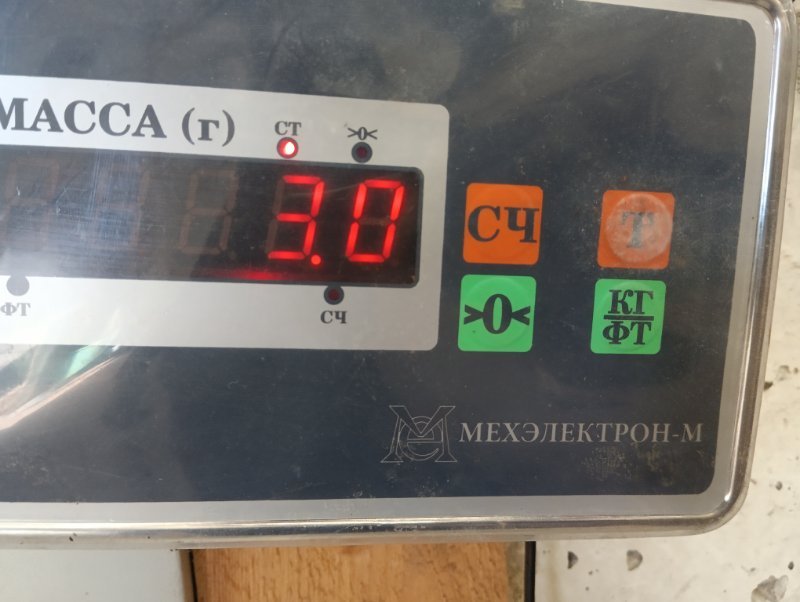 МАССА (г)
СТ >0<
3.0
ФТ СЧ
СЧ Т
>0< КГ
ФТ
МЕХЭЛЕКТРОН-М